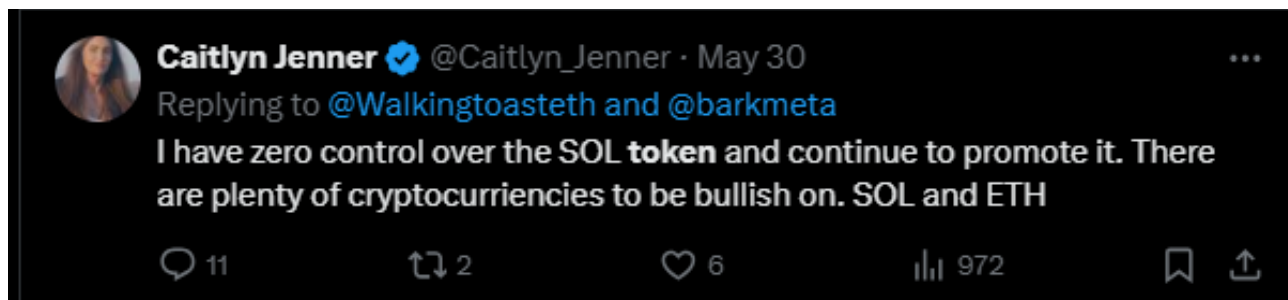 Caitlyn Jenner @Caitlyn_Jenner · May 30
Replying to @Walkingtoasteth and @barkmeta
I have zero control over the SOL token and continue to promote it. There
are plenty of cryptocurriencies to be bullish on. SOL and ETH
11 2 6 972